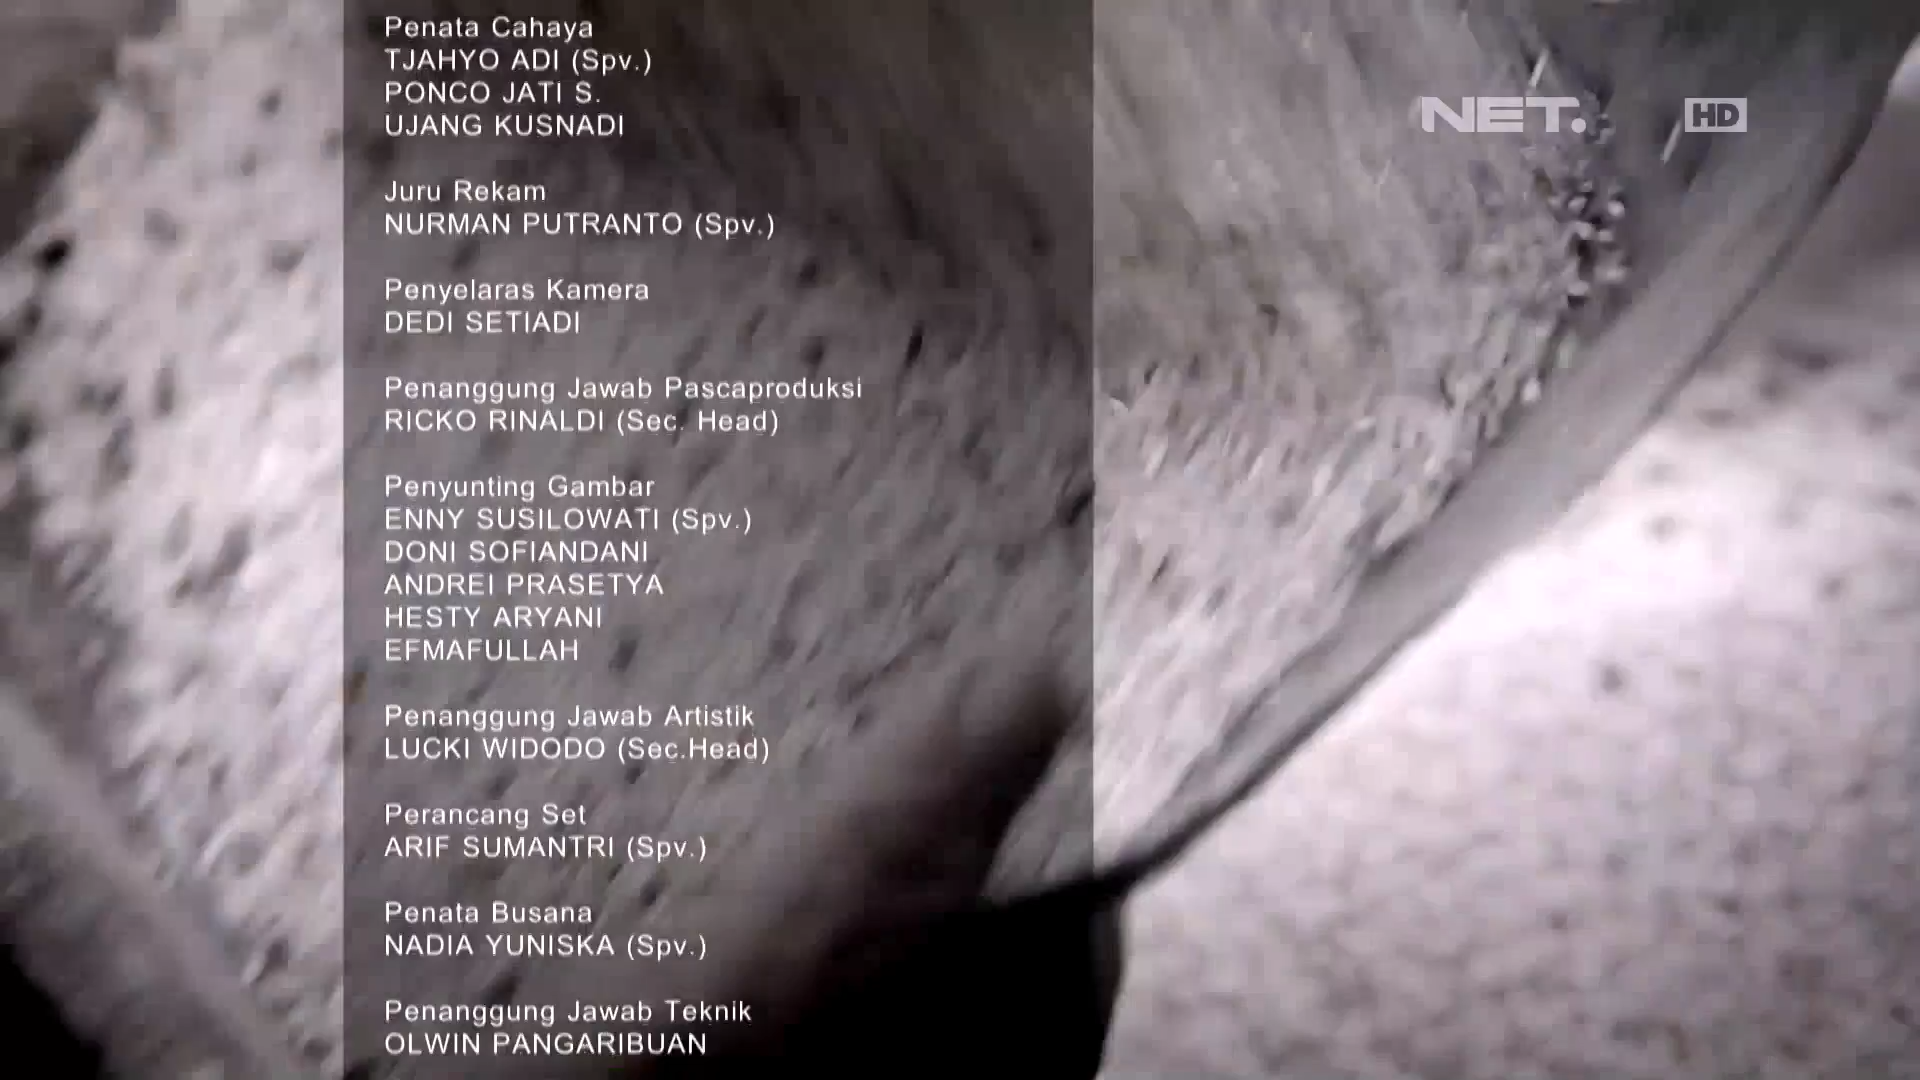 Penata Cahaya
TJAHYO ADI (Spv.)
PONCO JATI S.
UJANG KUSNADI
Juru Rekam
NURMAN PUTRANTO (Spv.)
Penyelaras Kamera
DEDI SETIADI
Penanggung Jawab Pascaproduksi
RICKO RINALDI (Sec. Head)
Penyunting Gambar
ENNY SUSILOWATI (Spv.)
DONI SOFIANDANI
ANDREI PRASETYA
HESTY ARYANI
EFMAFULLAH
Penanggung Jawab Artistik
LUCKI WIDODO (Sec.Head)
Perancang Set
ARIF SUMANTRI (Spv.)
Penata Busana
NADIA YUNISKA (Spv.)
Penanggung Jawab Teknik
OLWIN PANGARIBUAN
NET.
HD